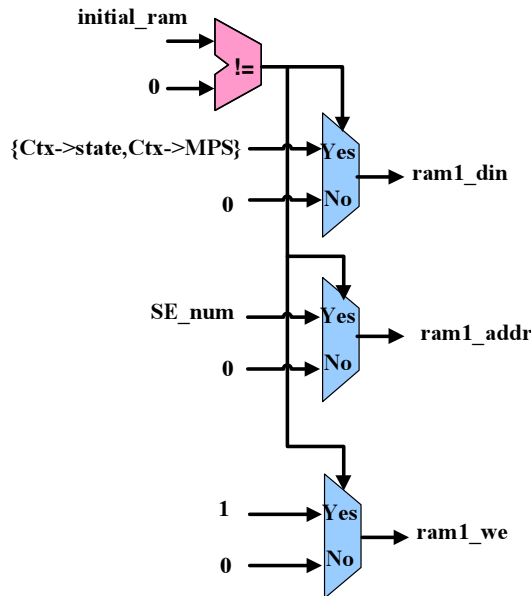 initial_ram
!=
0
{Ctx->state,Ctx->MPS}
Yes
ram1_din
No
0
SE_num
Yes
ram1_addr
No
0
1
Yes
ram1_we
No
0